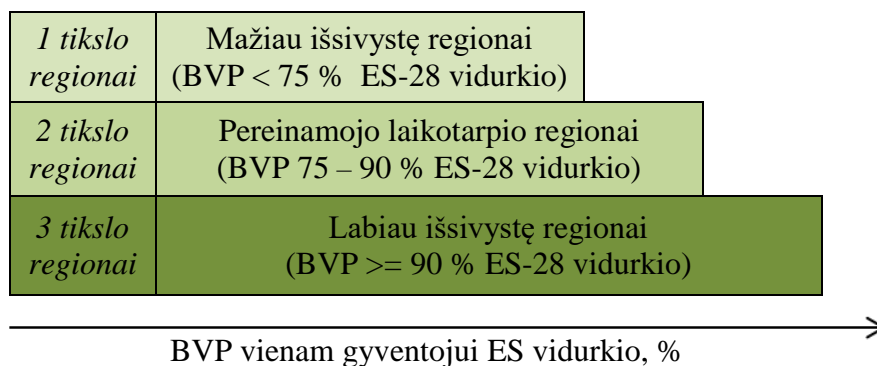 1 tikslo
regionai
Mažiau išsivystę regionai
(BVP < 75 % ES-28 vidurkio)
2 tikslo
regionai
Pereinamojo laikotarpio regionai
(BVP 75 – 90 % ES-28 vidurkio)
3 tikslo
regionai
Labiau išsivystę regionai
(BVP >= 90 % ES-28 vidurkio)
BVP vienam gyventojui ES vidurkio, %